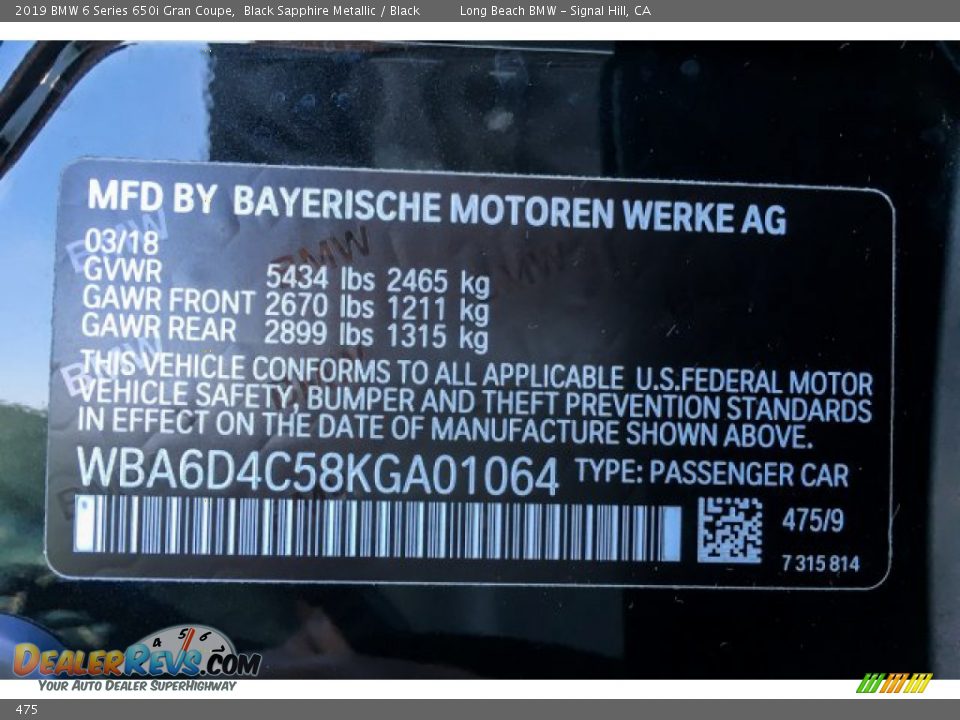 2019 BMW 6 Series 650i Gran Coupe, Black Sapphire Metallic / Black Long Beach BMW - Signal Hill, CA
MFD BY BAYERISCHE MOTOREN WERKE AG
03/18
GVWR 5434 lbs 2465 kg
GAWR FRONT 2670 lbs 1211 kg
GAWR REAR 2899 lbs 1315 kg
THIS VEHICLE CONFORMS TO ALL APPLICABLE U.S.FEDERAL MOTOR
VEHICLE SAFETY, BUMPER AND THEFT PREVENTION STANDARDS
IN EFFECT ON THE DATE OF MANUFACTURE SHOWN ABOVE.
WBA6D4C58KGA01064 TYPE: PASSENGER CAR
475/9
7 315 814
4 5 6
DEALERREVS.COM
YOUR AUTO DEALER SUPERHIGHWAY
475